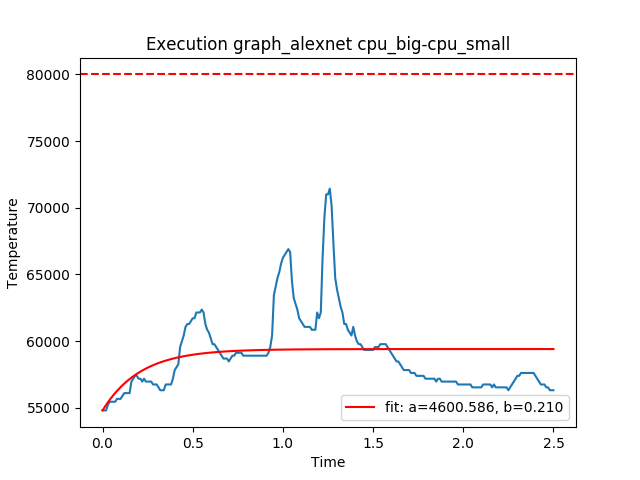 Execution graph_alexnet cpu_big-cpu_small
80000
75000
70000
65000
60000
55000
Temperature
fit: a=4600.586, b=0.210
0.0 0.5 1.0 1.5 2.0 2.5
Time